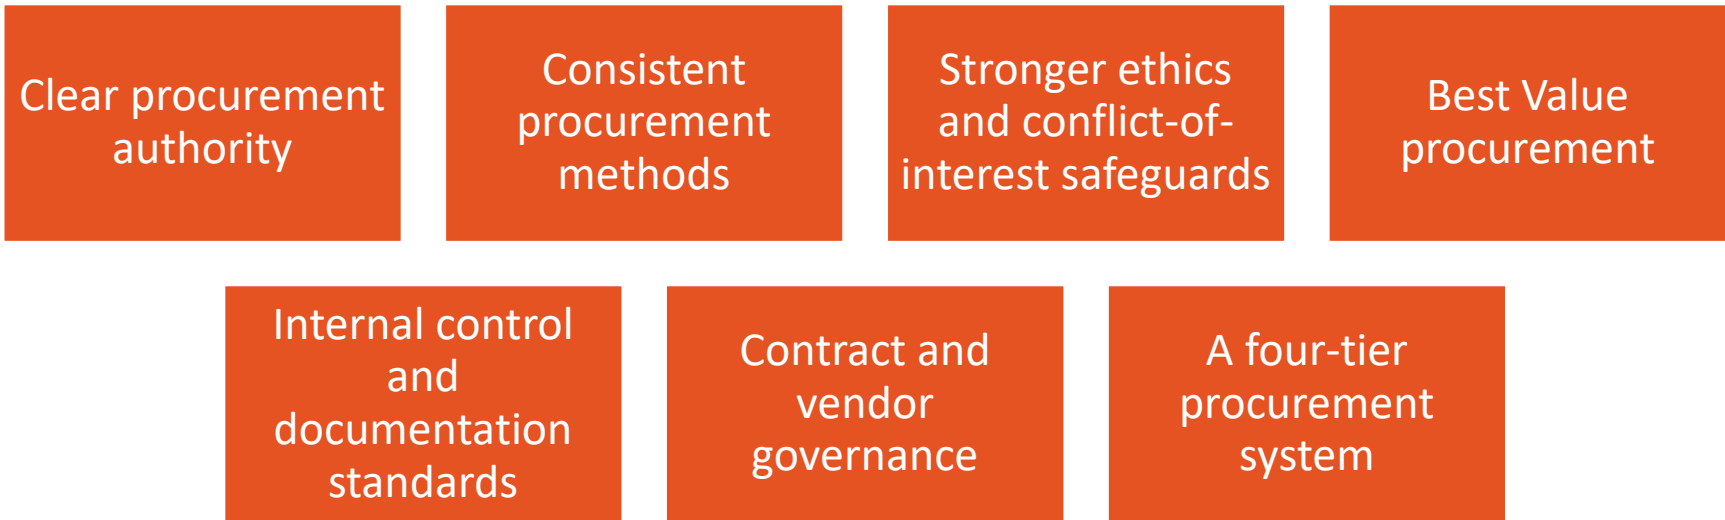 Clear procurement
authority
Consistent
procurement
methods
Stronger ethics
and conflict-of-
interest safeguards
Best Value
procurement
Internal control
and
documentation
standards
Contract and
vendor
governance
A four-tier
procurement
system